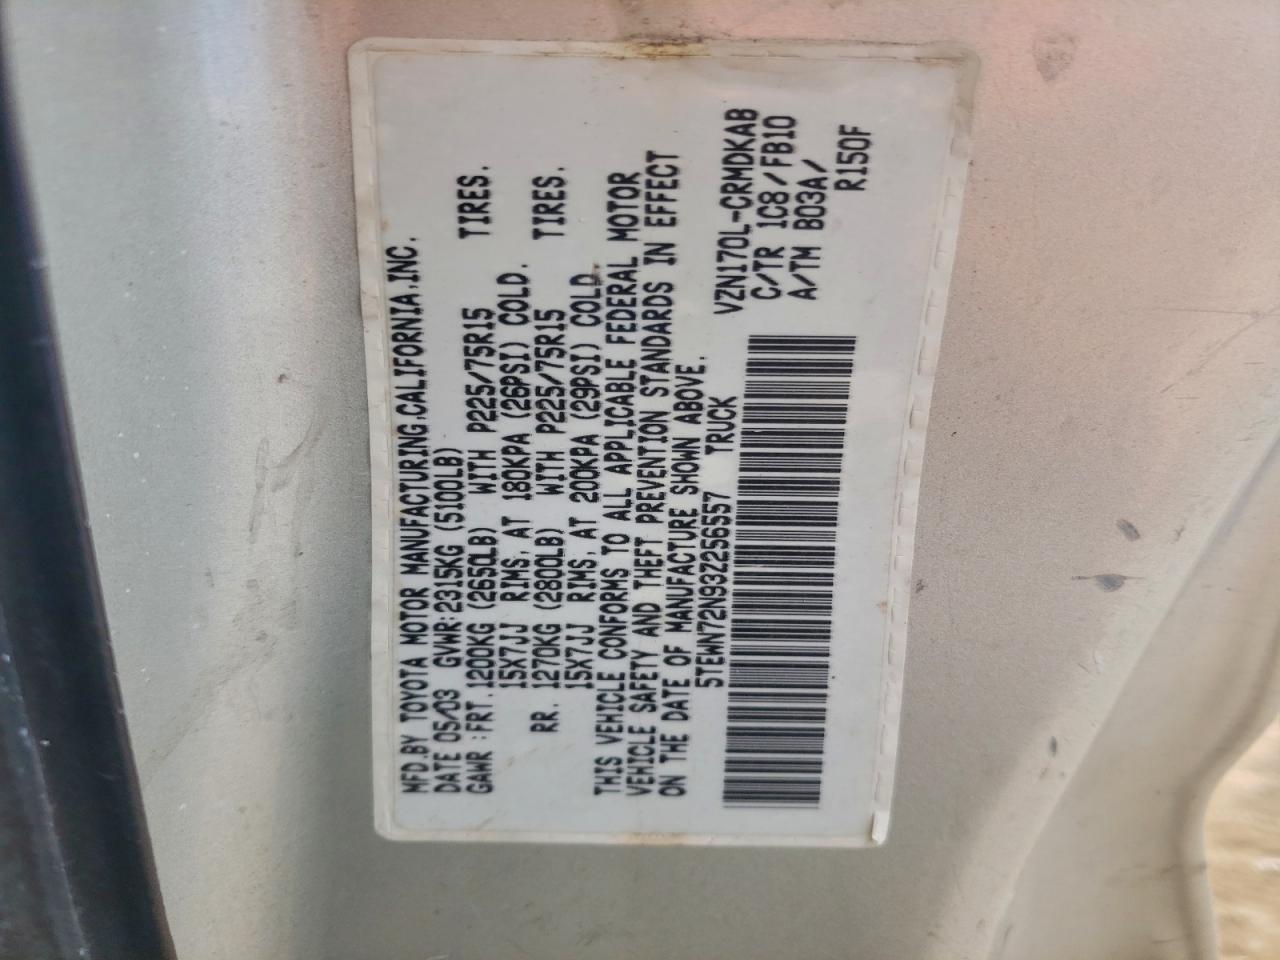 MFD.BY TOYOTA MOTOR MANUFACTURING,CALIFORNIA,INC.
DATE 05/03 GVWR:2315KG (5100LB)
GAWR :FRT.1200KG (2650LB) WITH P225/75R15 TIRES.
15X7JJ RIMS, AT 180KPA (26PSI) COLD.
RR. 1270KG (2800LB) WITH P225/75R15 TIRES.
15X7JJ RIMS, AT 200KPA (29PSI) COLD.
THIS VEHICLE CONFORMS TO ALL APPLICABLE FEDERAL MOTOR
VEHICLE SAFETY AND THEFT PREVENTION STANDARDS IN EFFECT
ON THE DATE OF MANUFACTURE SHOWN ABOVE.
5TEWN72N93Z256557 TRUCK
VZN170L-CRMDKAB
C/TR 1C8/FB10
A/TM B03A/
R150F